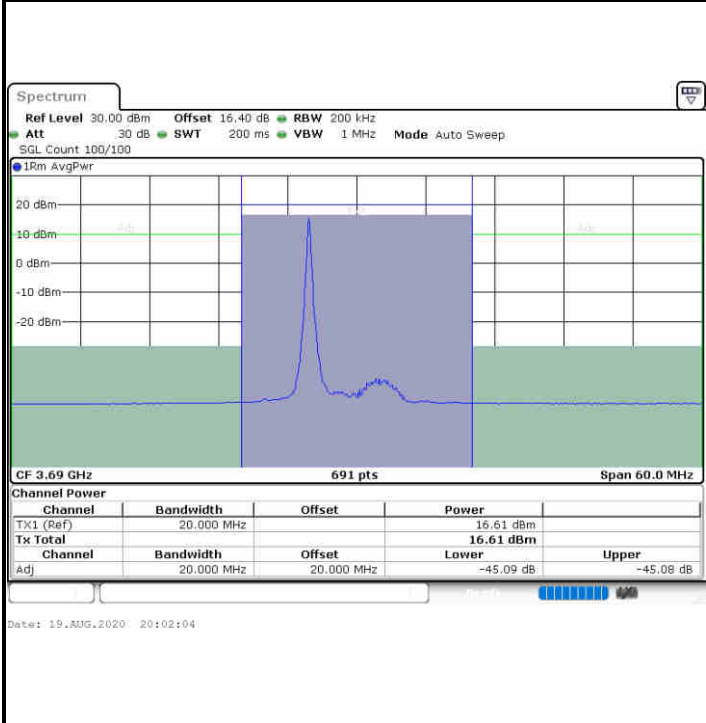 Spectrum
Ref Level 30.00 dBm Offset 16.40 dB RBW 200 kHz
Att 30 dB SWT 200 ms VBW 1 MHz Mode Auto Sweep
SGL Count 100/100
1Rm AvgPwr
20 dBm
Adj
Adj
10 dBm
0 dBm
-10 dBm
-20 dBm
CF 3.69 GHz 691 pts Span 60.0 MHz
Channel Power
Channel Bandwidth Offset Power
TX1 (Ref) 20.000 MHz 16.61 dBm
Tx Total 16.61 dBm
Channel Bandwidth Offset Lower Upper
Adj 20.000 MHz 20.000 MHz -45.09 dB -45.08 dB
Date: 19.AUG.2020 20:02:04